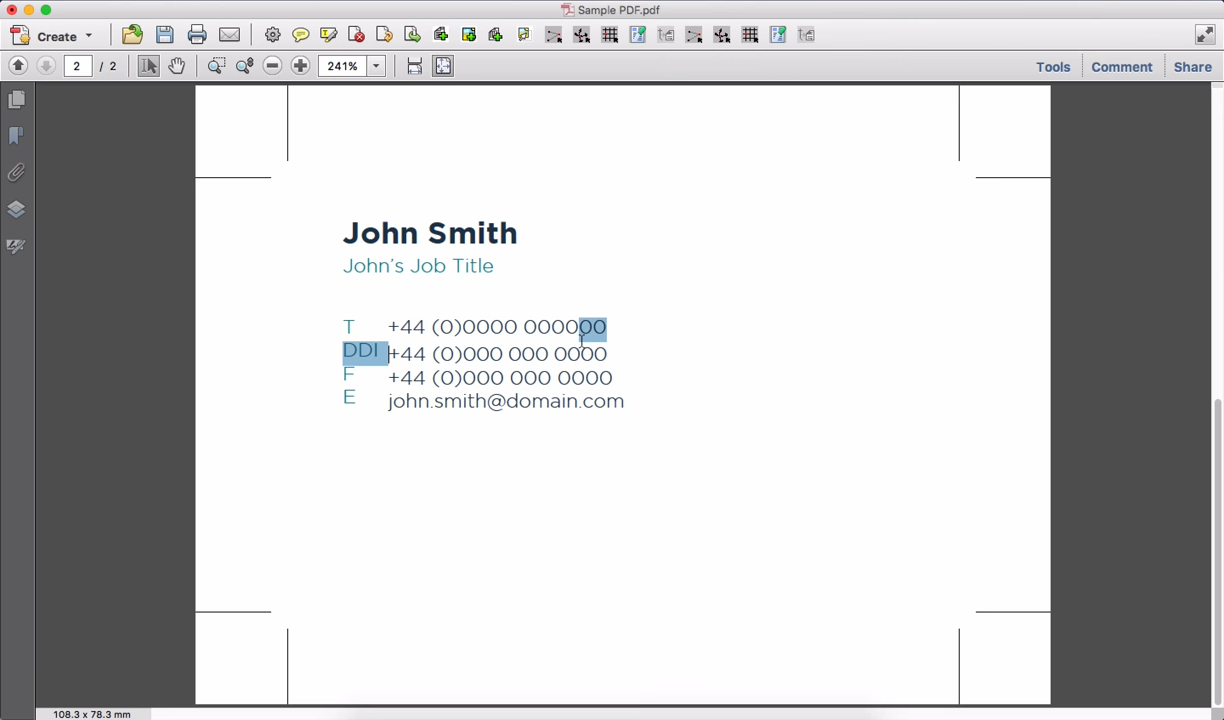 Sample PDF.pdf
Create
2 / 2 241% Tools Comment Share
John Smith
John's Job Title
T +44 (0)0000 000000
DDI +44 (0)000 000 0000
F +44 (0)000 000 0000
E john.smith@domain.com
108.3 x 78.3 mm